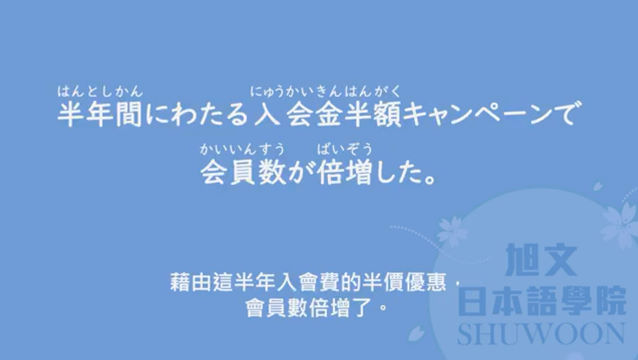 はんとしかん にゅうかいきんはんがく
半年間にわたる入会金半額キャンペーンで
かいいんすう ばいぞう
会員数が倍増した。
藉由這半年入會費的半價優惠，
會員數倍增了。
旭文
日本語學院
SHUWOON